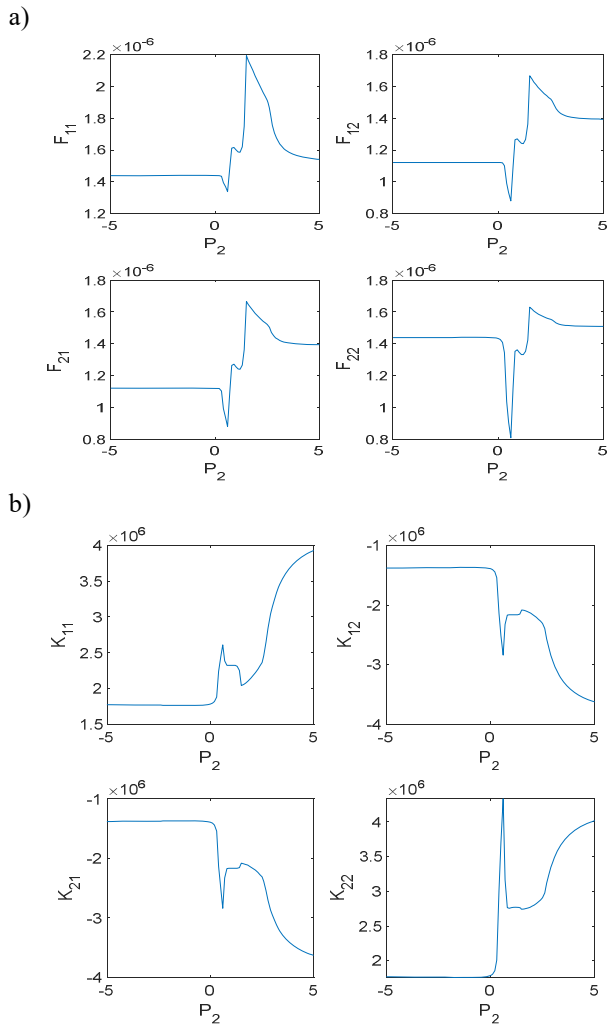 a)
×10⁻⁶ ×10⁻⁶
2.2 1.8
2 1.6
1.8 1.4
1.6 1.2
1.4 1
1.2 0.8
F₁₁ F₁₂
-5 0 5 -5 0 5
P₂ P₂
×10⁻⁶ ×10⁻⁶
1.8 1.8
1.6 1.6
1.4 1.4
1.2 1.2
1 1
0.8 0.8
F₂₁ F₂₂
-5 0 5 -5 0 5
P₂ P₂
b)
×10⁶ ×10⁶
4 -1
3.5
3 -2
2.5
2 -3
1.5 -4
K₁₁ K₁₂
-5 0 5 -5 0 5
P₂ P₂
×10⁶ ×10⁶
-1 4
-2 3.5
3
-3 2.5
-4 2
K₂₁ K₂₂
-5 0 5 -5 0 5
P₂ P₂